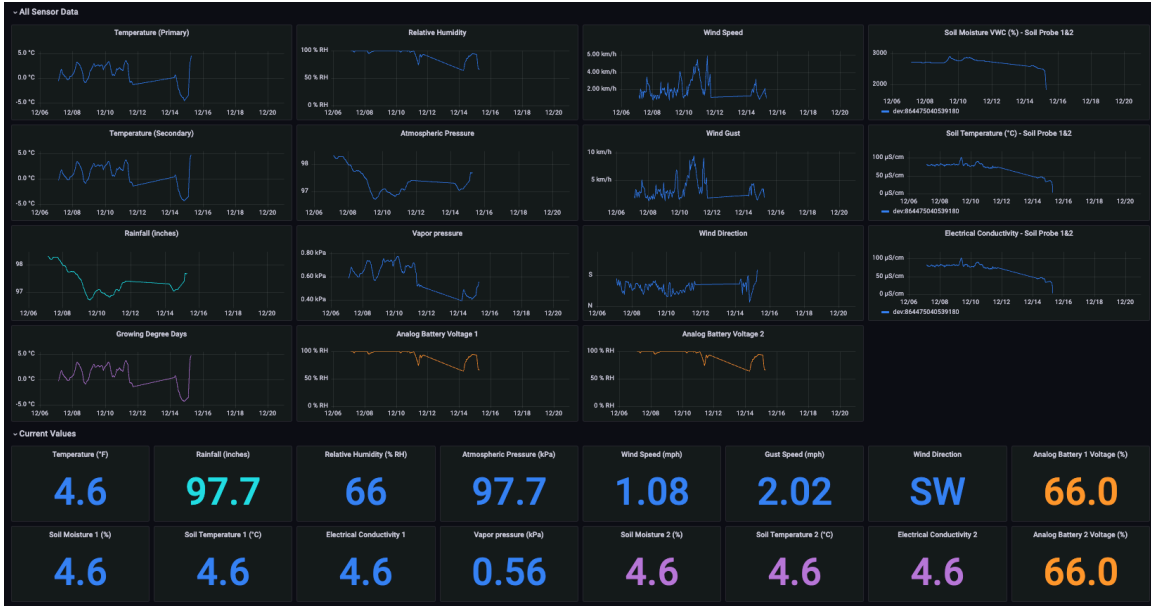 All Sensor Data
Temperature (Primary)
5.0 °C
0.0 °C
-5.0 °C
12/06 12/08 12/10 12/12 12/14 12/16 12/18 12/20
Relative Humidity
100 % RH
50 % RH
0 % RH
12/06 12/08 12/10 12/12 12/14 12/16 12/18 12/20
Wind Speed
6.00 km/h
4.00 km/h
2.00 km/h
12/06 12/08 12/10 12/12 12/14 12/16 12/18 12/20
Soil Moisture VWC (%) - Soil Probe 1&2
3000
2000
12/06 12/08 12/10 12/12 12/14 12/16 12/18 12/20
dev:864475040539180
Temperature (Secondary)
5.0 °C
0.0 °C
-5.0 °C
12/06 12/08 12/10 12/12 12/14 12/16 12/18 12/20
Atmospheric Pressure
98
97
12/06 12/08 12/10 12/12 12/14 12/16 12/18 12/20
Wind Gust
10 km/h
5 km/h
12/06 12/08 12/10 12/12 12/14 12/16 12/18 12/20
Soil Temperature (°C) - Soil Probe 1&2
100 µS/cm
50 µS/cm
0 µS/cm
12/06 12/08 12/10 12/12 12/14 12/16 12/18 12/20
dev:864475040539180
Rainfall (inches)
98
97
12/06 12/08 12/10 12/12 12/14 12/16 12/18 12/20
Vapor pressure
0.80 kPa
0.60 kPa
0.40 kPa
12/06 12/08 12/10 12/12 12/14 12/16 12/18 12/20
Wind Direction
S
N
12/06 12/08 12/10 12/12 12/14 12/16 12/18 12/20
Electrical Conductivity - Soil Probe 1&2
100 µS/cm
50 µS/cm
0 µS/cm
12/06 12/08 12/10 12/12 12/14 12/16 12/18 12/20
dev:864475040539180
Growing Degree Days
5.0 °C
0.0 °C
-5.0 °C
12/06 12/08 12/10 12/12 12/14 12/16 12/18 12/20
Analog Battery Voltage 1
100 % RH
50 % RH
0 % RH
12/06 12/08 12/10 12/12 12/14 12/16 12/18 12/20
Analog Battery Voltage 2
100 % RH
50 % RH
0 % RH
12/06 12/08 12/10 12/12 12/14 12/16 12/18 12/20
Current Values
Temperature (°F)
4.6
Rainfall (inches)
97.7
Relative Humidity (% RH)
66
Atmospheric Pressure (kPa)
97.7
Wind Speed (mph)
1.08
Gust Speed (mph)
2.02
Wind Direction
SW
Analog Battery 1 Voltage (%)
66.0
Soil Moisture 1 (%)
4.6
Soil Temperature 1 (°C)
4.6
Electrical Conductivity 1
4.6
Vapor pressure (kPa)
0.56
Soil Moisture 2 (%)
4.6
Soil Temperature 2 (°C)
4.6
Electrical Conductivity 2
4.6
Analog Battery 2 Voltage (%)
66.0